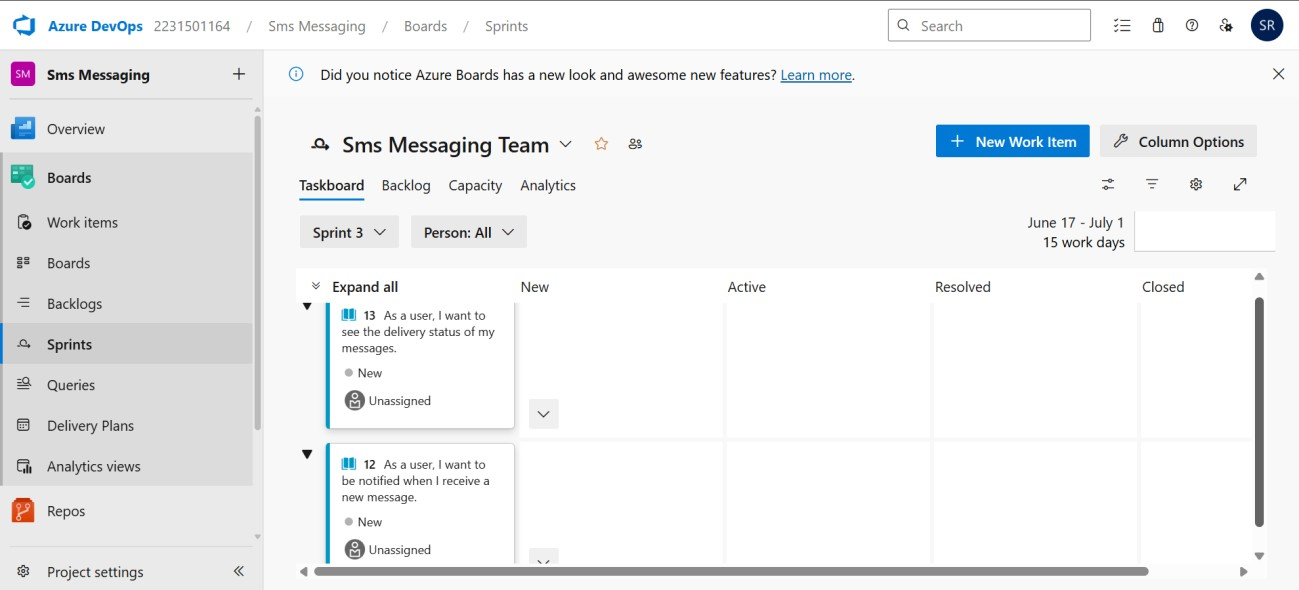 Azure DevOps 2231501164 / Sms Messaging / Boards / Sprints
Search
SR
SM Sms Messaging
Did you notice Azure Boards has a new look and awesome new features? Learn more.
Overview
Boards
Work items
Boards
Backlogs
Sprints
Queries
Delivery Plans
Analytics views
Repos
Project settings
Sms Messaging Team
New Work Item
Column Options
Taskboard Backlog Capacity Analytics
Sprint 3
Person: All
June 17 - July 1
15 work days
Expand all New Active Resolved Closed
13 As a user, I want to
see the delivery status of my
messages.
New
Unassigned
12 As a user, I want to
be notified when I receive a
new message.
New
Unassigned